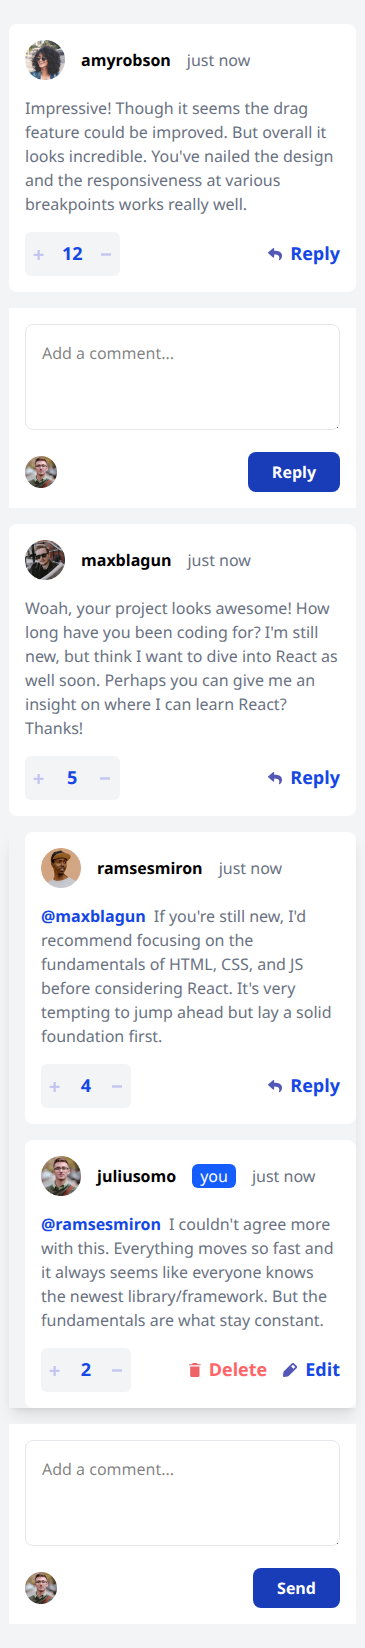 amyrobson just now
Impressive! Though it seems the drag
feature could be improved. But overall it
looks incredible. You've nailed the design
and the responsiveness at various
breakpoints works really well.
+ 12 − Reply
Add a comment...
Reply
maxblagun just now
Woah, your project looks awesome! How
long have you been coding for? I'm still
new, but think I want to dive into React as
well soon. Perhaps you can give me an
insight on where I can learn React?
Thanks!
+ 5 − Reply
ramsesmiron just now
@maxblagun If you're still new, I'd
recommend focusing on the
fundamentals of HTML, CSS, and JS
before considering React. It's very
tempting to jump ahead but lay a solid
foundation first.
+ 4 − Reply
juliusomo you just now
@ramsesmiron I couldn't agree more
with this. Everything moves so fast and
it always seems like everyone knows
the newest library/framework. But the
fundamentals are what stay constant.
+ 2 − Delete Edit
Add a comment...
Send